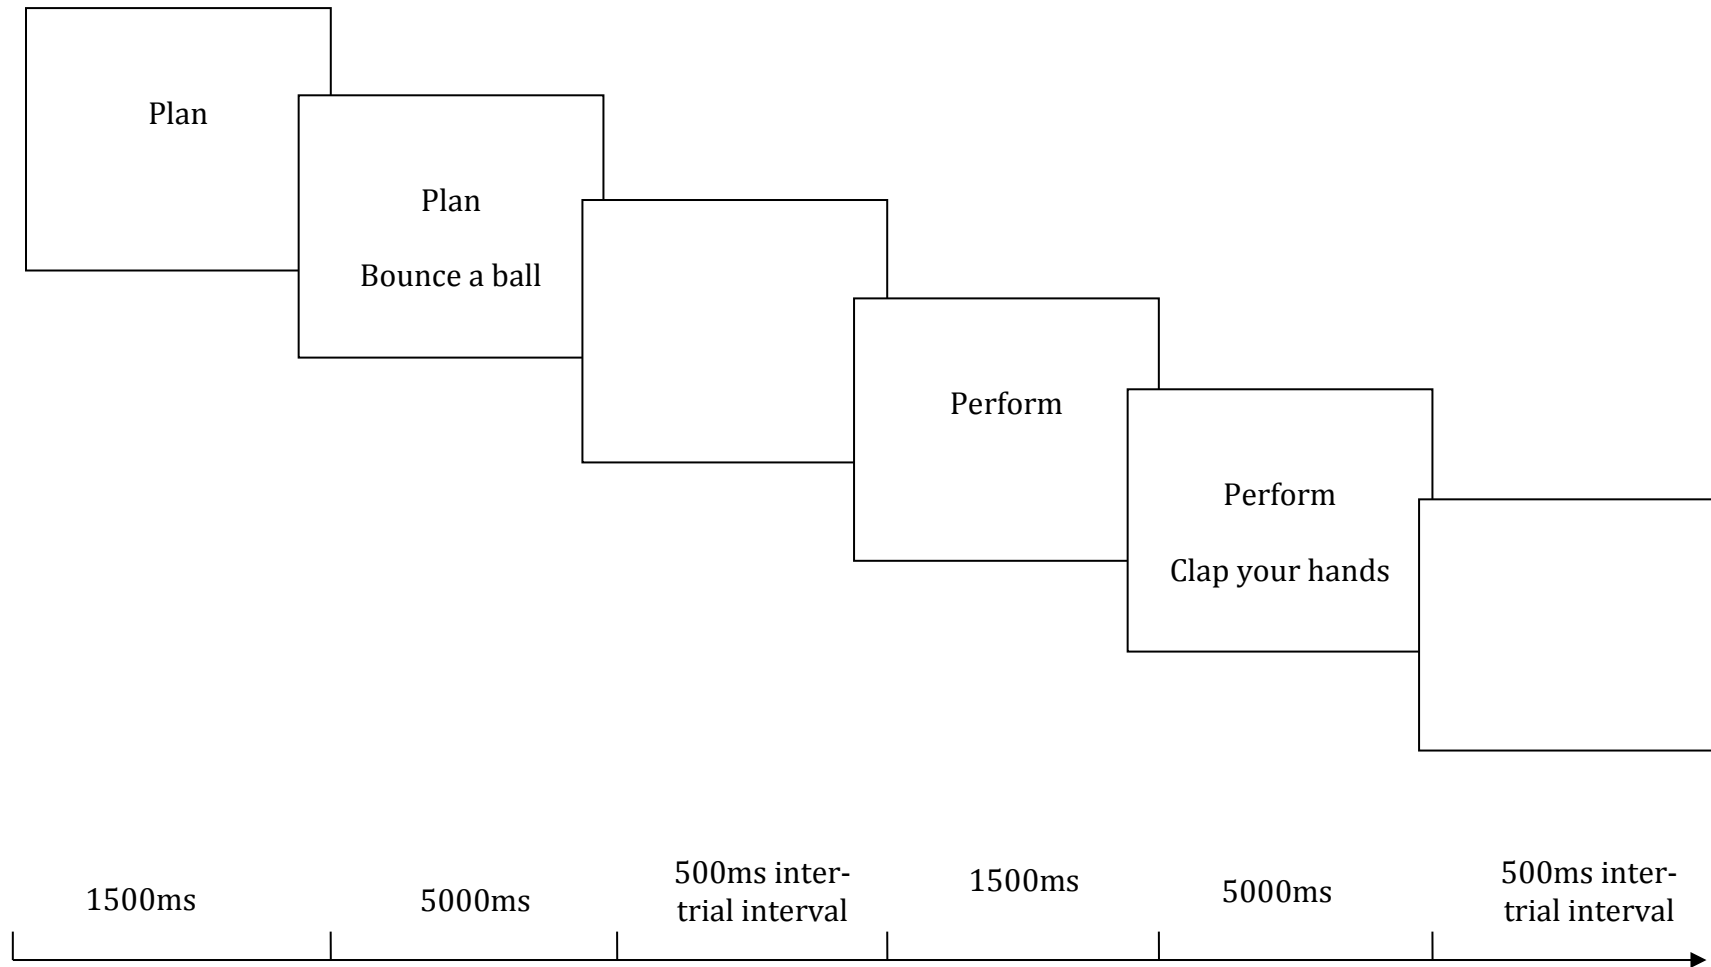 Plan
Plan
Bounce a ball
Perform
Perform
Clap your hands
1500ms
5000ms
500ms inter-
trial interval
1500ms
5000ms
500ms inter-
trial interval